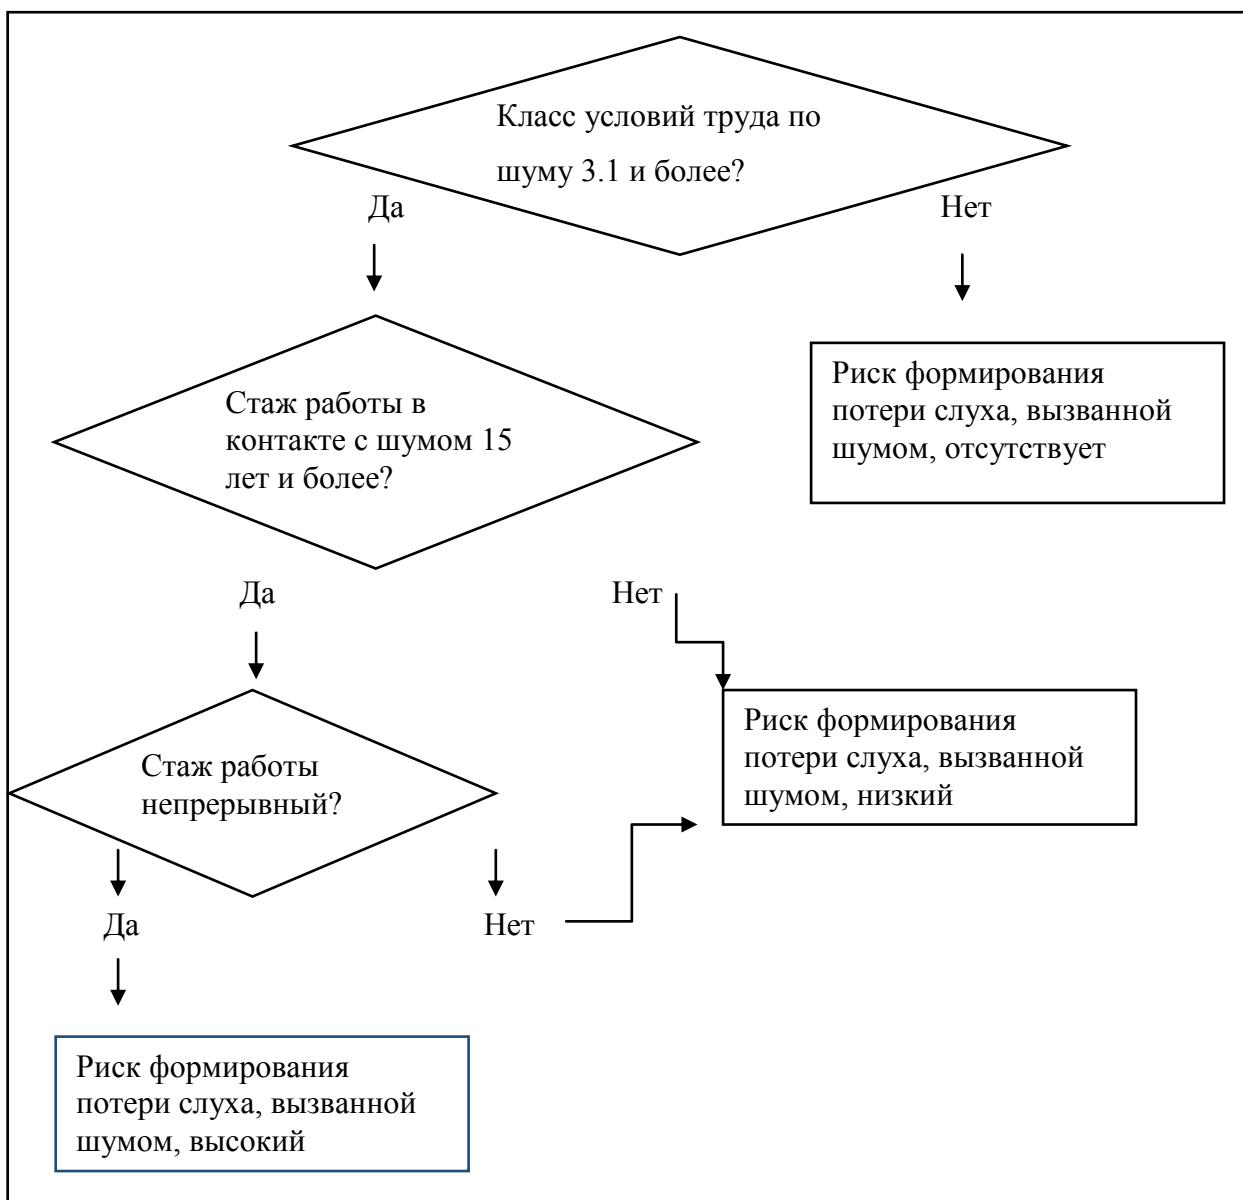 Класс условий труда по
шуму 3.1 и более?
Да
Нет
Риск формирования
потери слуха, вызванной
шумом, отсутствует
Стаж работы в
контакте с шумом 15
лет и более?
Да
Нет
Риск формирования
потери слуха, вызванной
шумом, низкий
Стаж работы
непрерывный?
Да
Нет
Риск формирования
потери слуха, вызванной
шумом, высокий